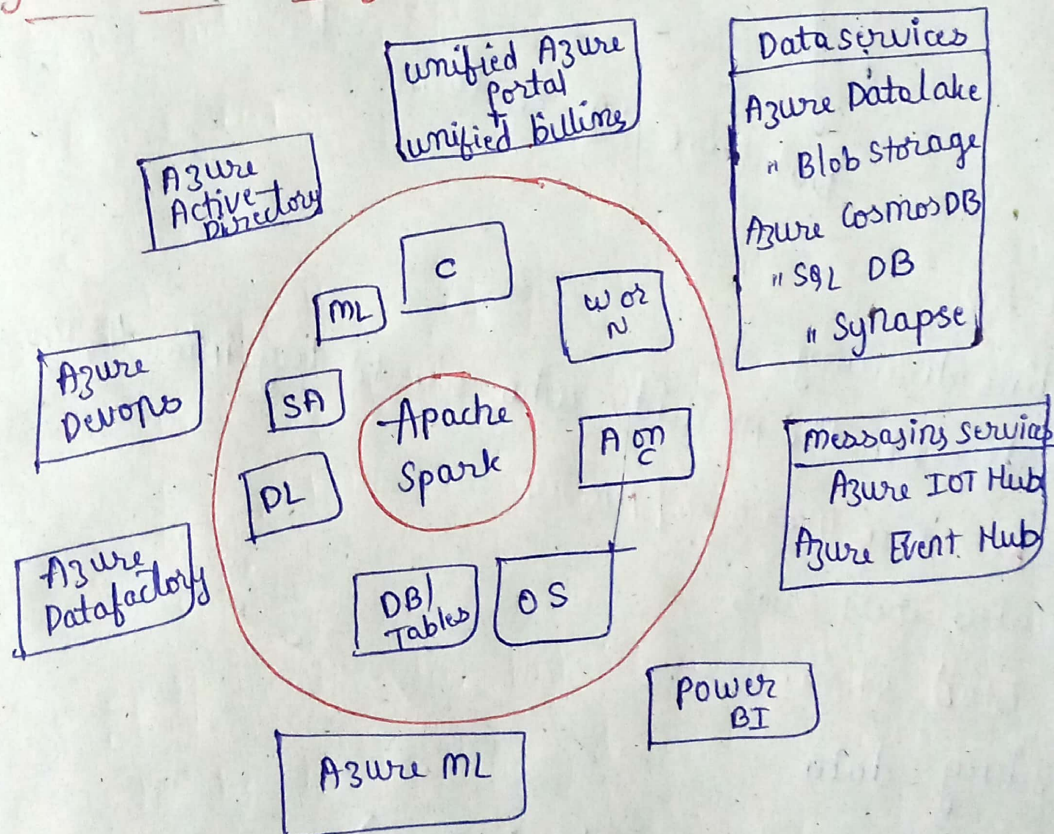 unified Azure
portal
+
unified billing
Dataservices
Azure Datalake
" Blob Storage
Azure CosmosDB
" SQL DB
" Synapse
Azure
Active
Directory
C
ML
W or
N
Azure
Devops
SA
Apache
Spark
A on
C
Messaging Services
Azure IOT Hub
Azure Event Hub
DL
Azure
Datafactory
DB/
Tables
OS
Power
BI
Azure ML